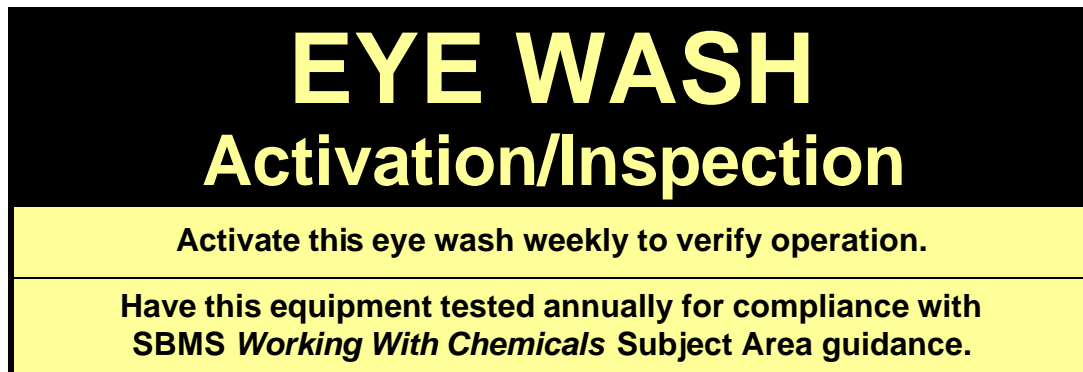 EYE WASH
Activation/Inspection
Activate this eye wash weekly to verify operation.
Have this equipment tested annually for compliance with
SBMS Working With Chemicals Subject Area guidance.